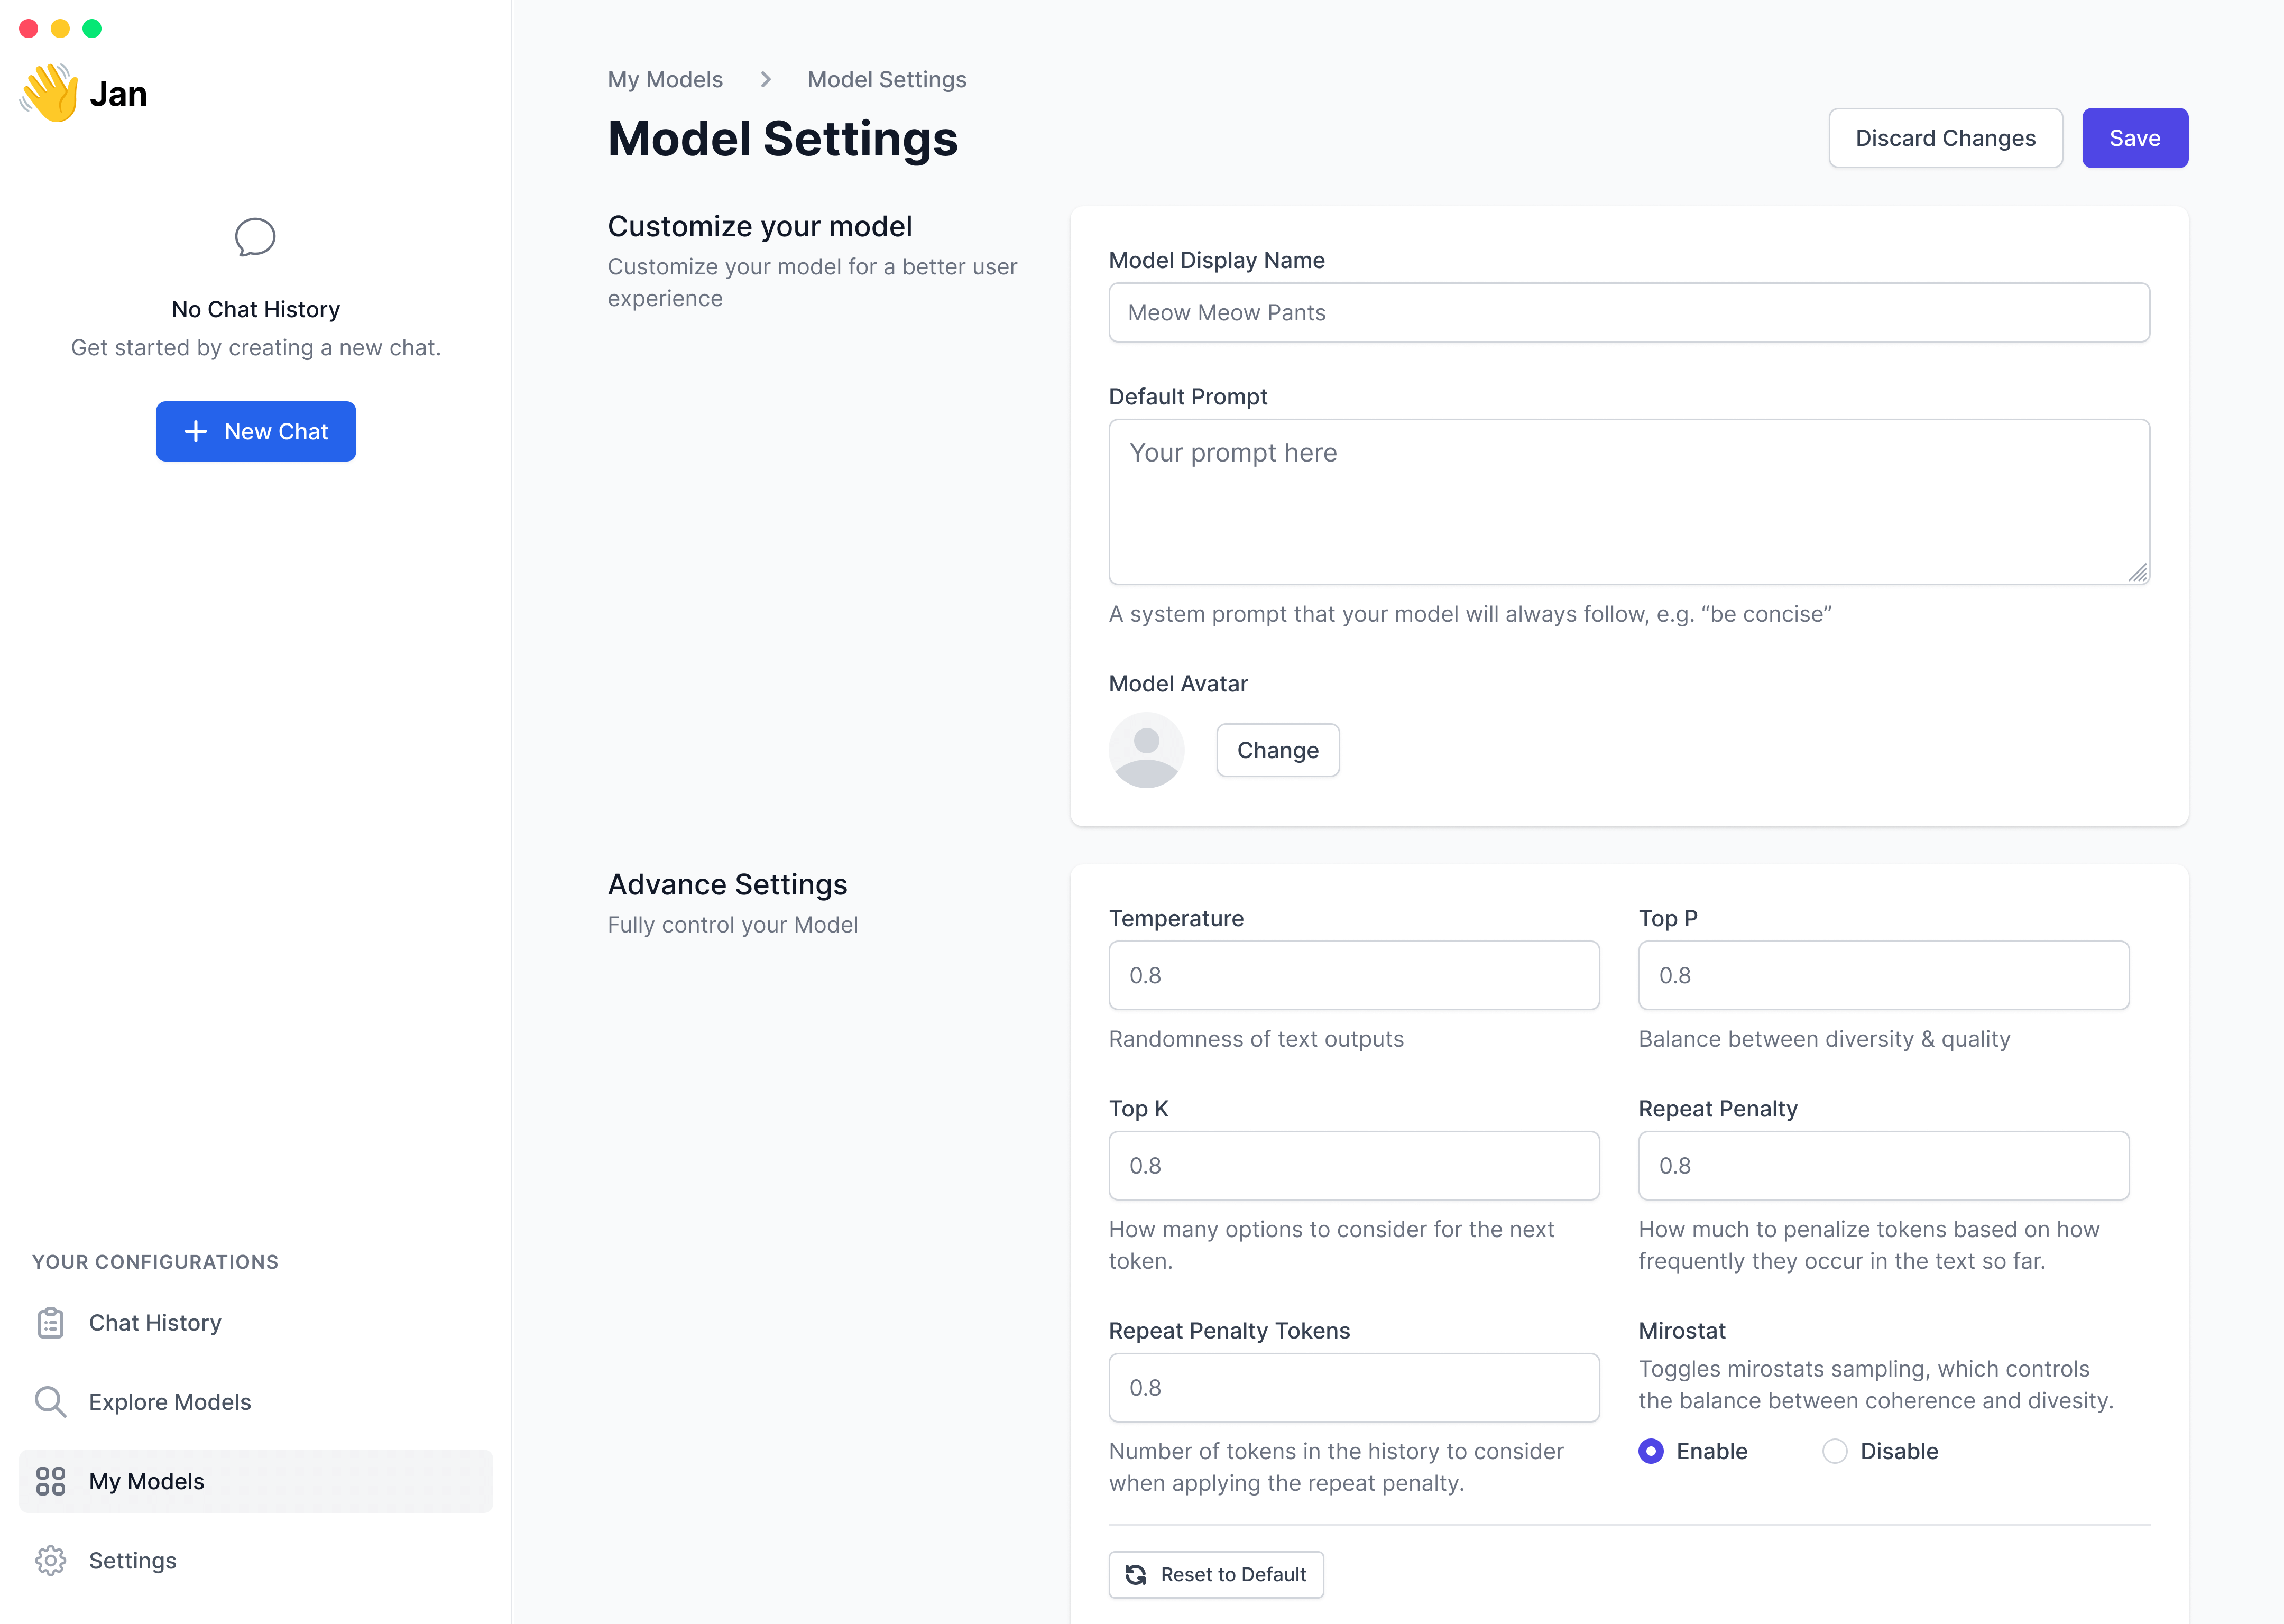 Jan
No Chat History
Get started by creating a new chat.
New Chat
YOUR CONFIGURATIONS
Chat History
Explore Models
My Models
Settings
My Models > Model Settings
Model Settings
Discard Changes
Save
Customize your model
Customize your model for a better user
experience
Model Display Name
Meow Meow Pants
Default Prompt
Your prompt here
A system prompt that your model will always follow, e.g. “be concise”
Model Avatar
Change
Advance Settings
Fully control your Model
Temperature
0.8
Randomness of text outputs
Top P
0.8
Balance between diversity & quality
Top K
0.8
How many options to consider for the next
token.
Repeat Penalty
0.8
How much to penalize tokens based on how
frequently they occur in the text so far.
Repeat Penalty Tokens
0.8
Number of tokens in the history to consider
when applying the repeat penalty.
Mirostat
Toggles mirostats sampling, which controls
the balance between coherence and divesity.
Enable
Disable
Reset to Default